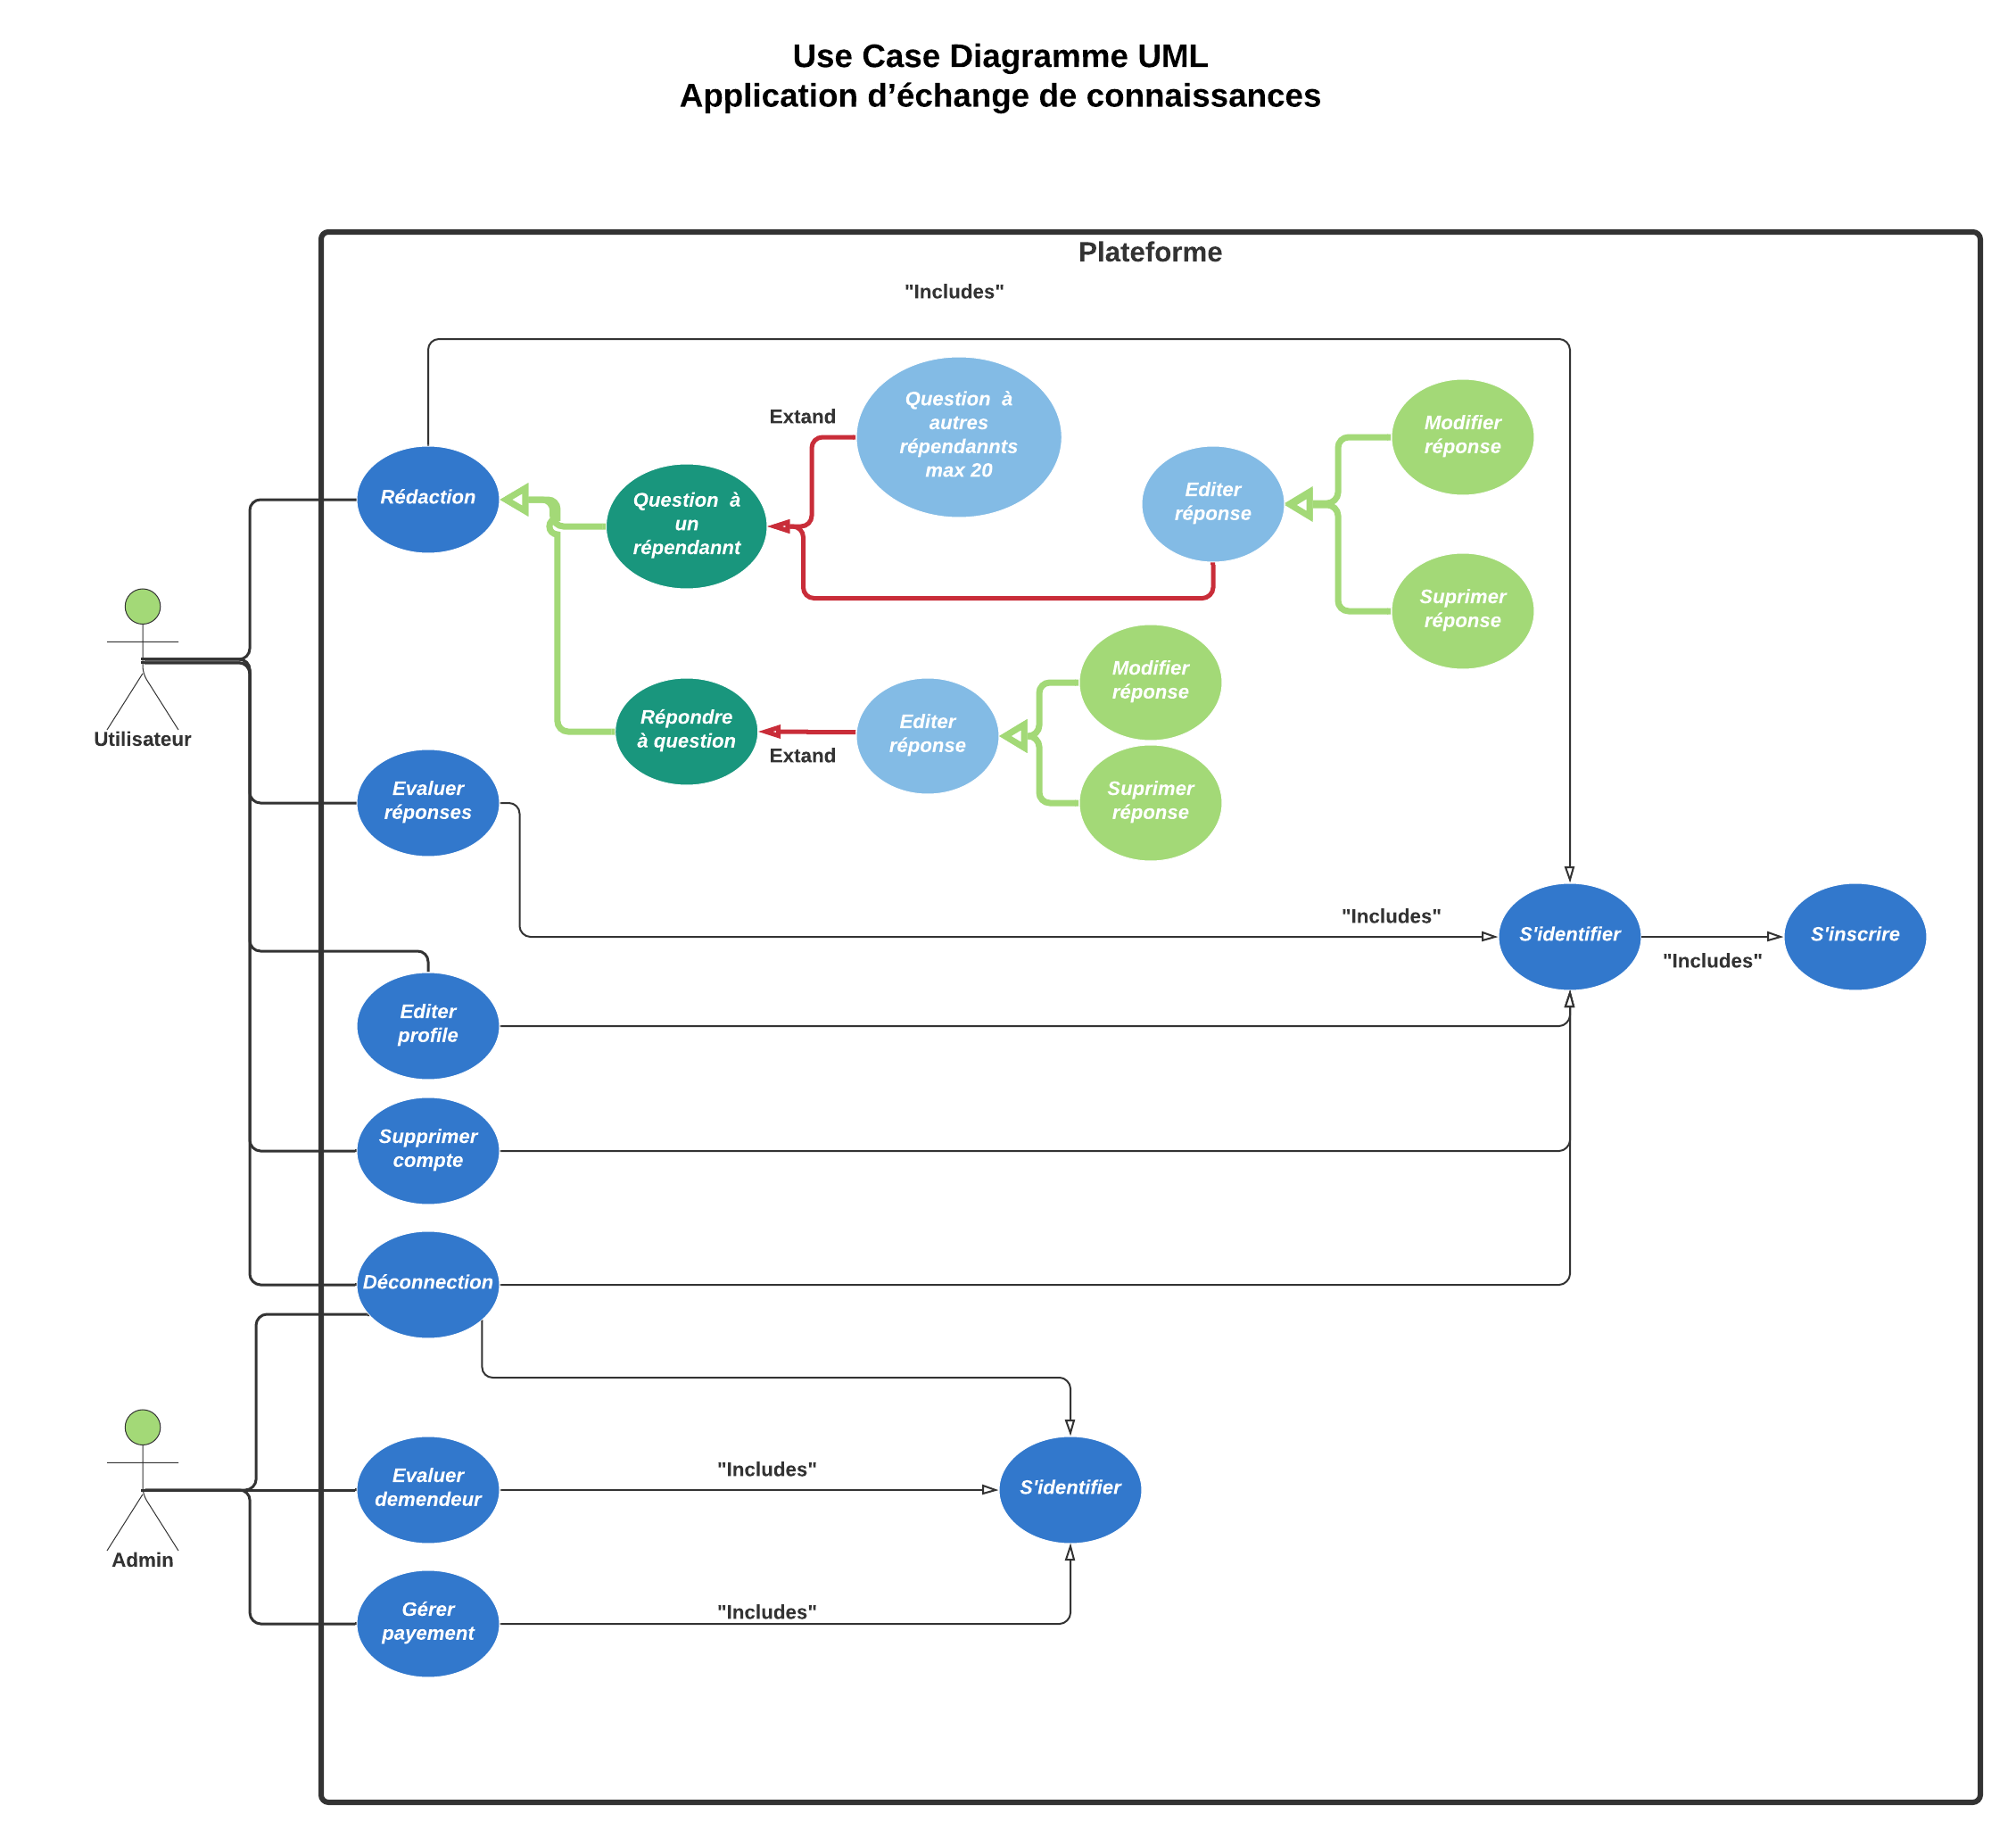 Use Case Diagramme UML
Application d’échange de connaissances
Plateforme
"Includes"
Question à
autres
répendannts
max 20
Extand
Modifier
réponse
Rédaction
Question à
un
répendannt
Editer
réponse
Suprimer
réponse
Utilisateur
Répondre
à question
Extand
Editer
réponse
Modifier
réponse
Suprimer
réponse
Evaluer
réponses
"Includes"
S'identifier
"Includes"
S'inscrire
Editer
profile
Supprimer
compte
Déconnection
Admin
Evaluer
demendeur
"Includes"
S'identifier
Gérer
payement
"Includes"